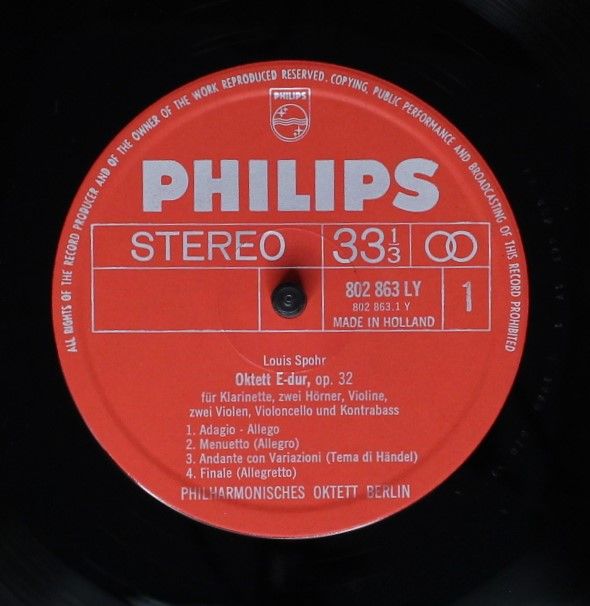 ALL RIGHTS OF THE RECORD PRODUCER AND OF THE OWNER OF THE WORK REPRODUCED RESERVED. COPYING, PUBLIC PERFORMANCE AND BROADCASTING OF THIS RECORD PROHIBITED
PHILIPS
PHILIPS
STEREO 33 1/3
802 863 LY 1
802 863.1 Y
MADE IN HOLLAND
Louis Spohr
Oktett E-dur, op. 32
für Klarinette, zwei Hörner, Violine,
zwei Violen, Violoncello und Kontrabass
1. Adagio - Allego
2. Menuetto (Allegro)
3. Andante con Variazioni (Tema di Händel)
4. Finale (Allegretto)
PHILHARMONISCHES OKTETT BERLIN